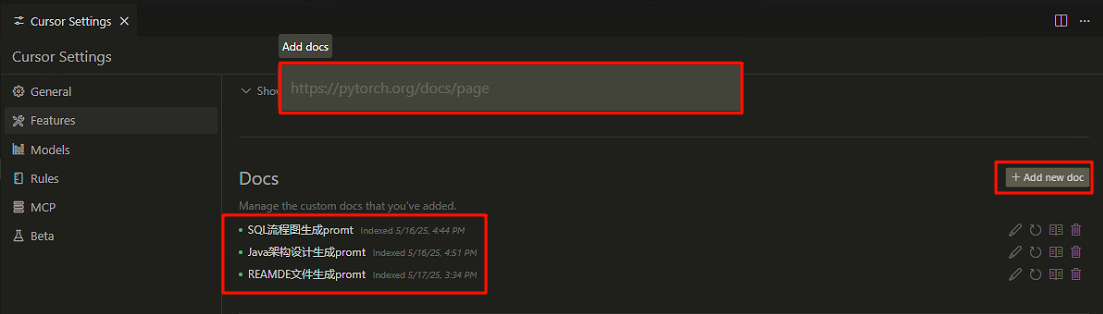 Cursor Settings
Cursor Settings
Add docs
https://pytorch.org/docs/page
General
Features
Models
Rules
MCP
Beta
Show
Docs
+ Add new doc
Manage the custom docs that you've added.
SQL流程图生成promt Indexed 5/16/25, 4:44 PM
Java架构设计生成promt Indexed 5/16/25, 4:51 PM
REAMDE文件生成promt Indexed 5/17/25, 3:34 PM